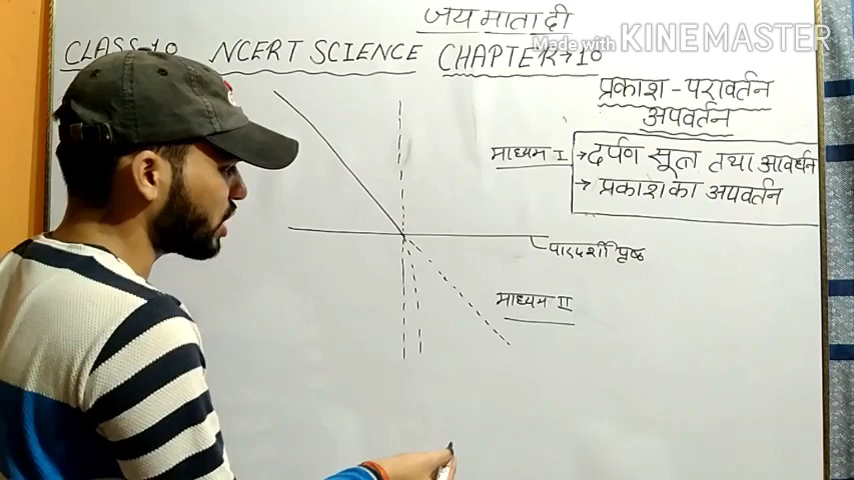 जय माता दी
CLASS-10 NCERT SCIENCE CHAPTER→10
Made with KINEMASTER
प्रकाश-परावर्तन
अपवर्तन
माध्यम I
→दर्पण सूत्र तथा आवर्धन
→ प्रकाश का अपवर्तन
पारदर्शी पृष्ठ
माध्यम II